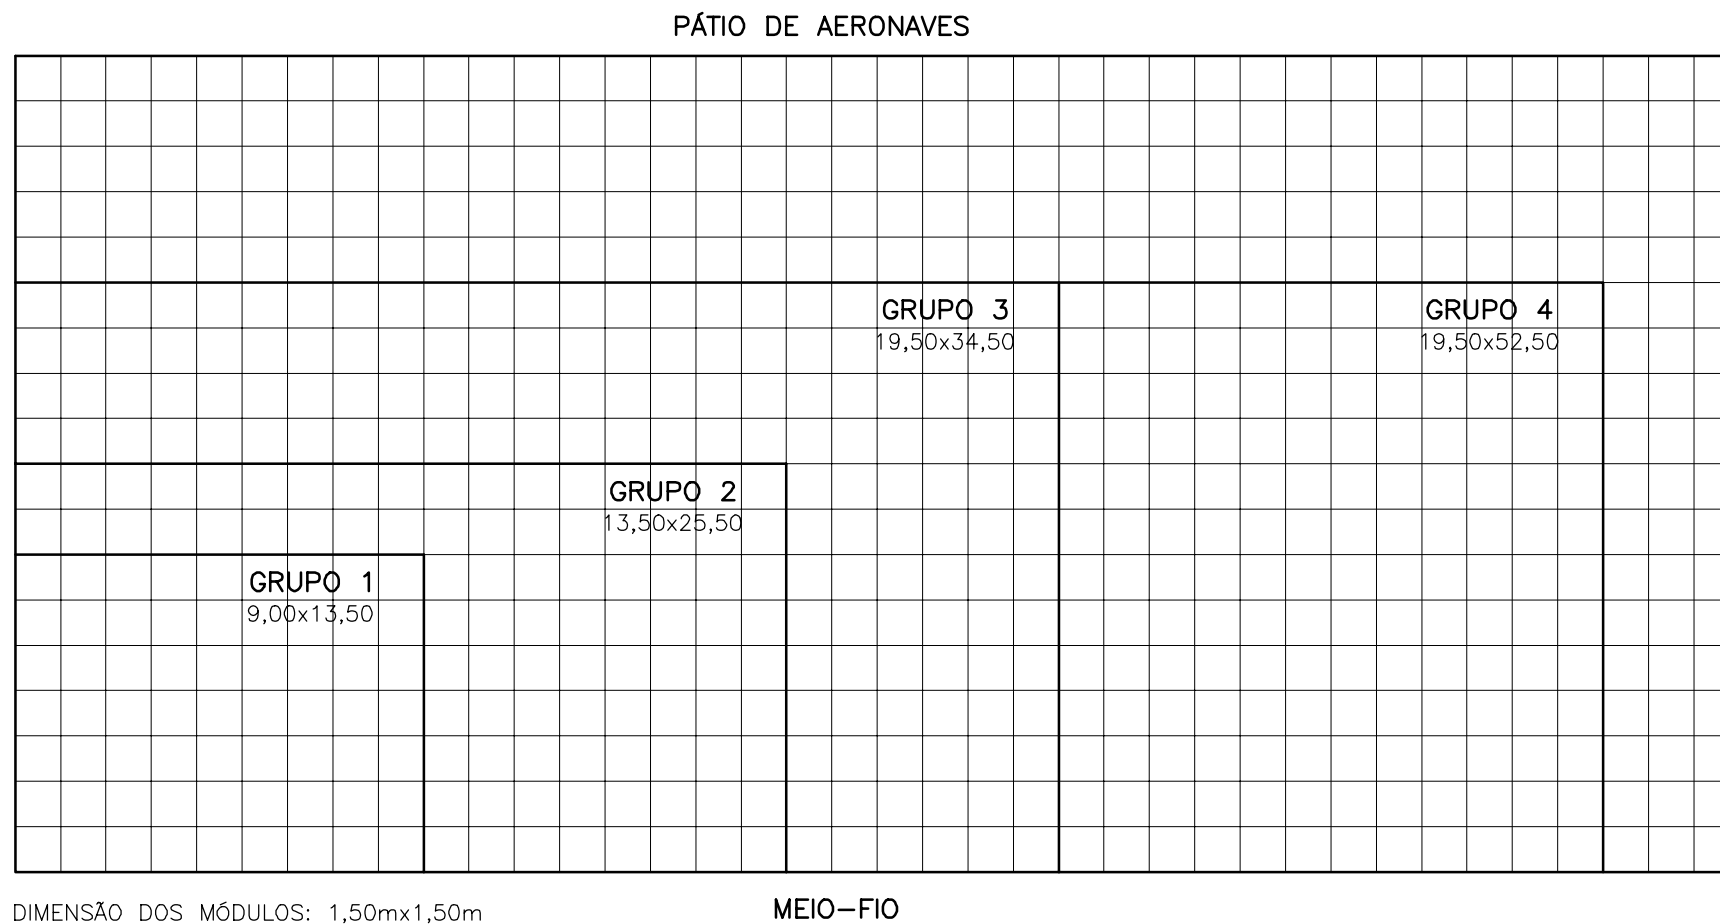 PÁTIO DE AERONAVES
GRUPO 3
19,50x34,50
GRUPO 4
19,50x52,50
GRUPO 2
13,50x25,50
GRUPO 1
9,00x13,50
DIMENSÃO DOS MÓDULOS: 1,50mx1,50m
MEIO-FIO